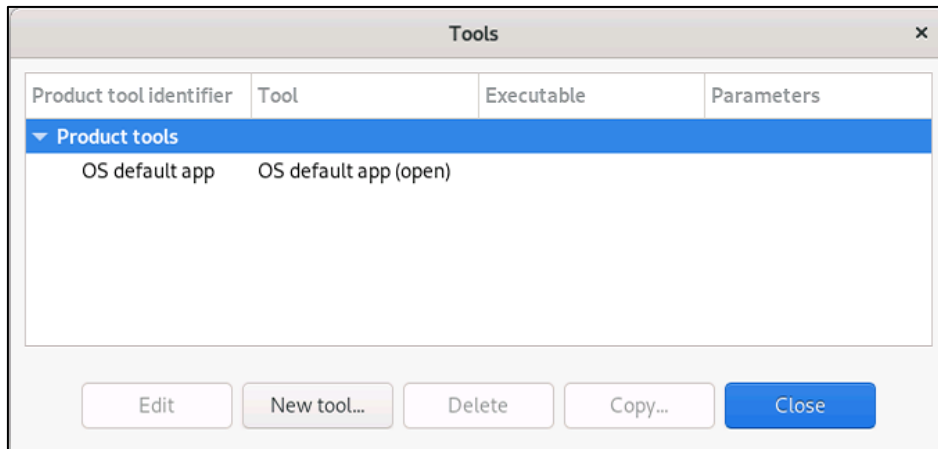 Tools
Product tool identifier Tool Executable Parameters
Product tools
OS default app OS default app (open)
Edit New tool... Delete Copy... Close